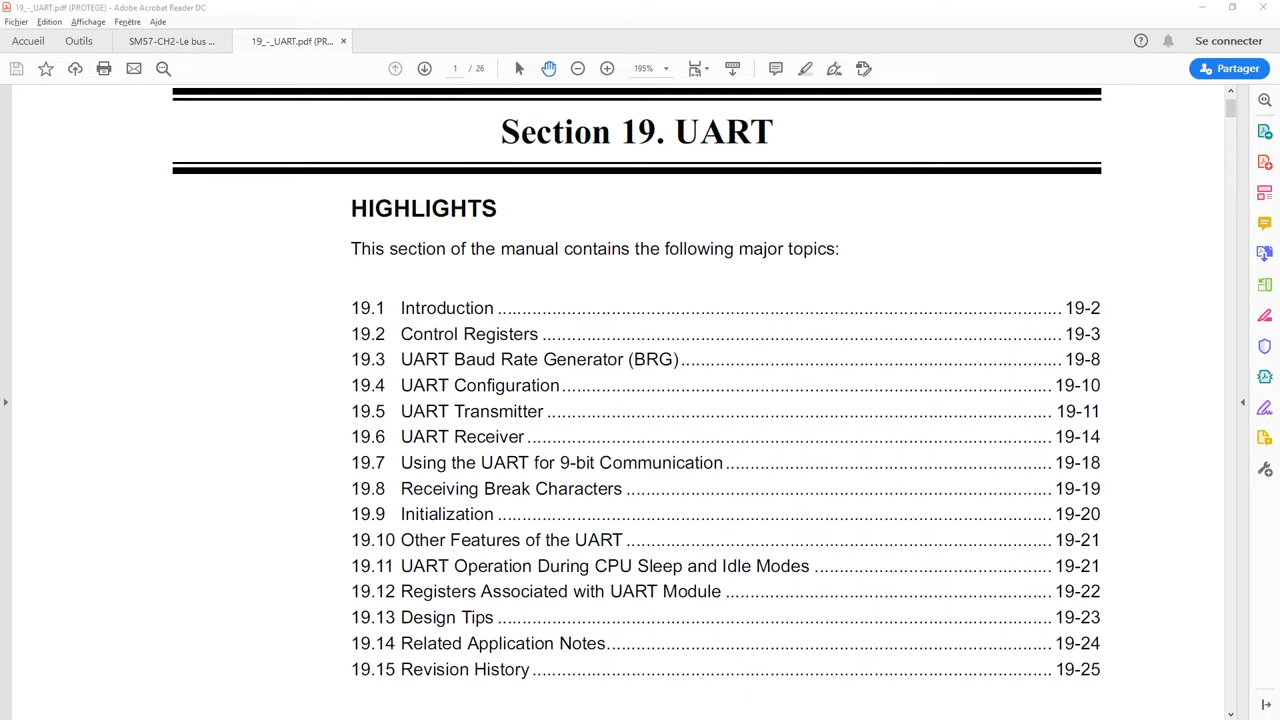 19_-_UART.pdf (PROTEGE) - Adobe Acrobat Reader DC
Fichier Edition Affichage Fenêtre Aide
Accueil Outils SM57-CH2-Le bus ... 19_-_UART.pdf (PR... × Se connecter
1 / 26 195% Partager
Section 19. UART
HIGHLIGHTS
This section of the manual contains the following major topics:
19.1 Introduction ........ 19-2
19.2 Control Registers ........ 19-3
19.3 UART Baud Rate Generator (BRG) ........ 19-8
19.4 UART Configuration ........ 19-10
19.5 UART Transmitter ........ 19-11
19.6 UART Receiver ........ 19-14
19.7 Using the UART for 9-bit Communication ........ 19-18
19.8 Receiving Break Characters ........ 19-19
19.9 Initialization ........ 19-20
19.10 Other Features of the UART ........ 19-21
19.11 UART Operation During CPU Sleep and Idle Modes ........ 19-21
19.12 Registers Associated with UART Module ........ 19-22
19.13 Design Tips ........ 19-23
19.14 Related Application Notes ........ 19-24
19.15 Revision History ........ 19-25